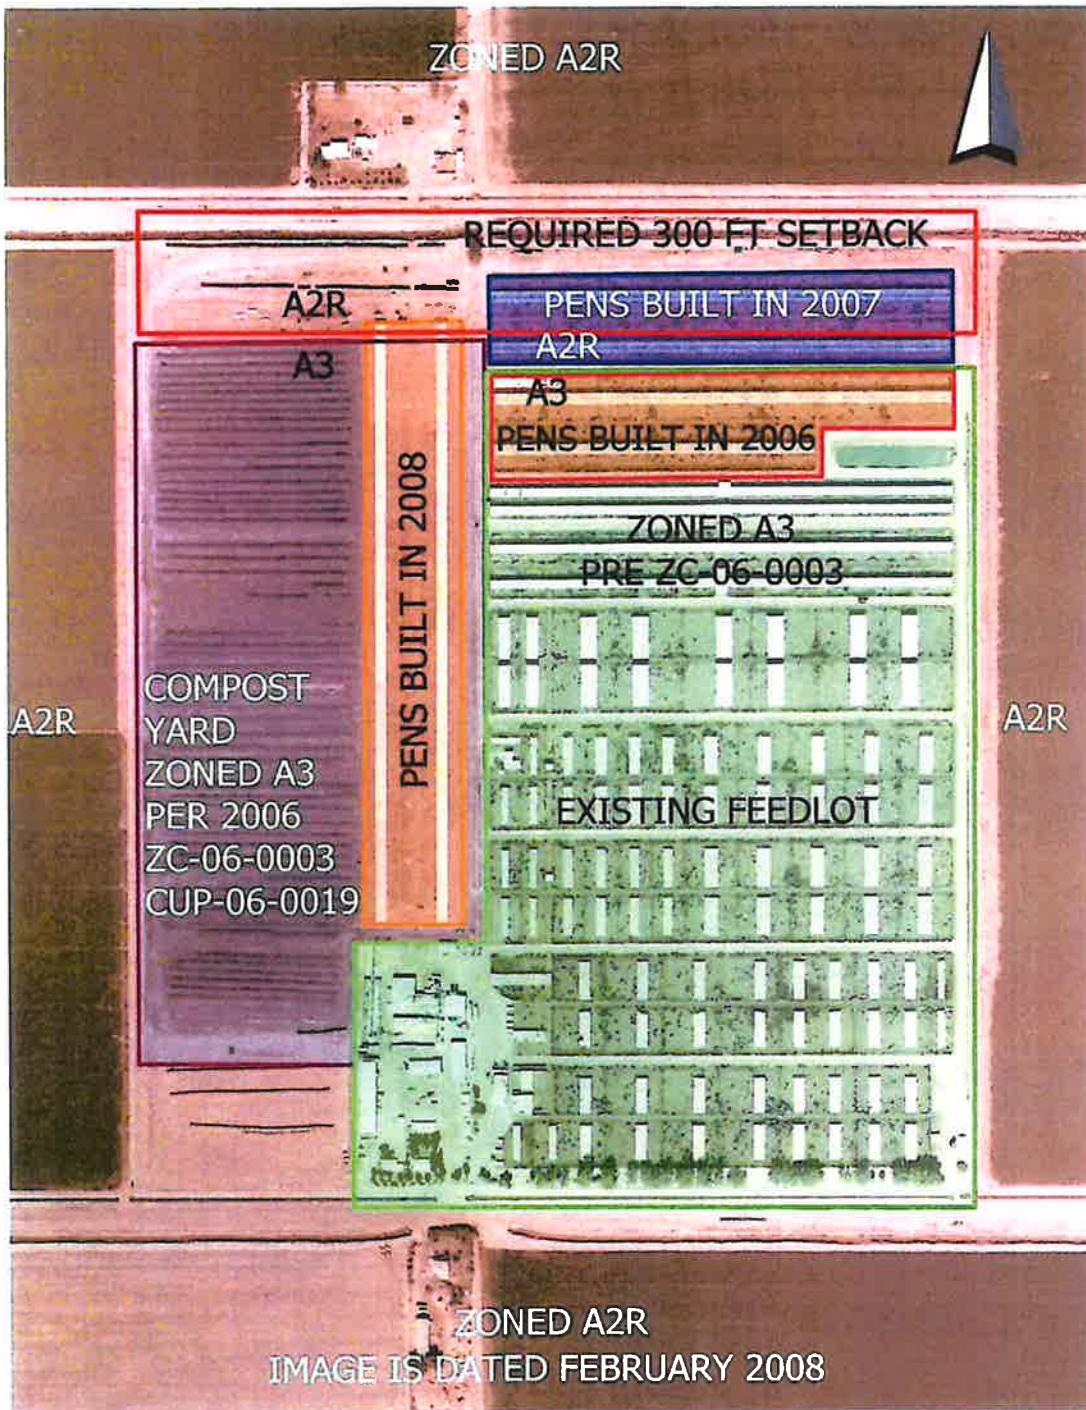 ZONED A2R
REQUIRED 300 FT SETBACK
A2R
PENS BUILT IN 2007
A2R
A3
A3
PENS BUILT IN 2006
PENS BUILT IN 2008
ZONED A3
PRE ZC-06-0003
COMPOST
YARD
ZONED A3
PER 2006
ZC-06-0003
CUP-06-0019
A2R
A2R
EXISTING FEEDLOT
ZONED A2R
IMAGE IS DATED FEBRUARY 2008